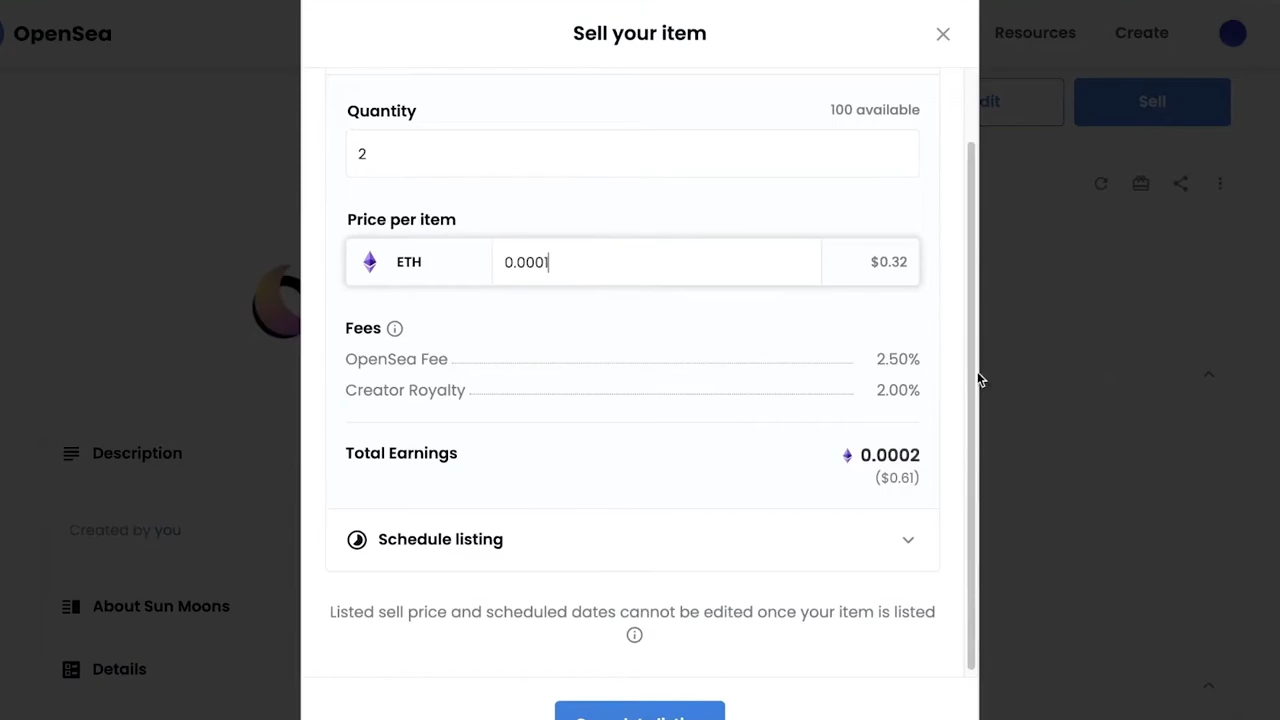 OpenSea
Sell your item
Resources
Create
dit
Sell
Quantity
100 available
2
Price per item
ETH
0.0001
$0.32
Fees
OpenSea Fee
2.50%
Creator Royalty
2.00%
Total Earnings
0.0002
($0.61)
Schedule listing
Listed sell price and scheduled dates cannot be edited once your item is listed
Description
Created by you
About Sun Moons
Details